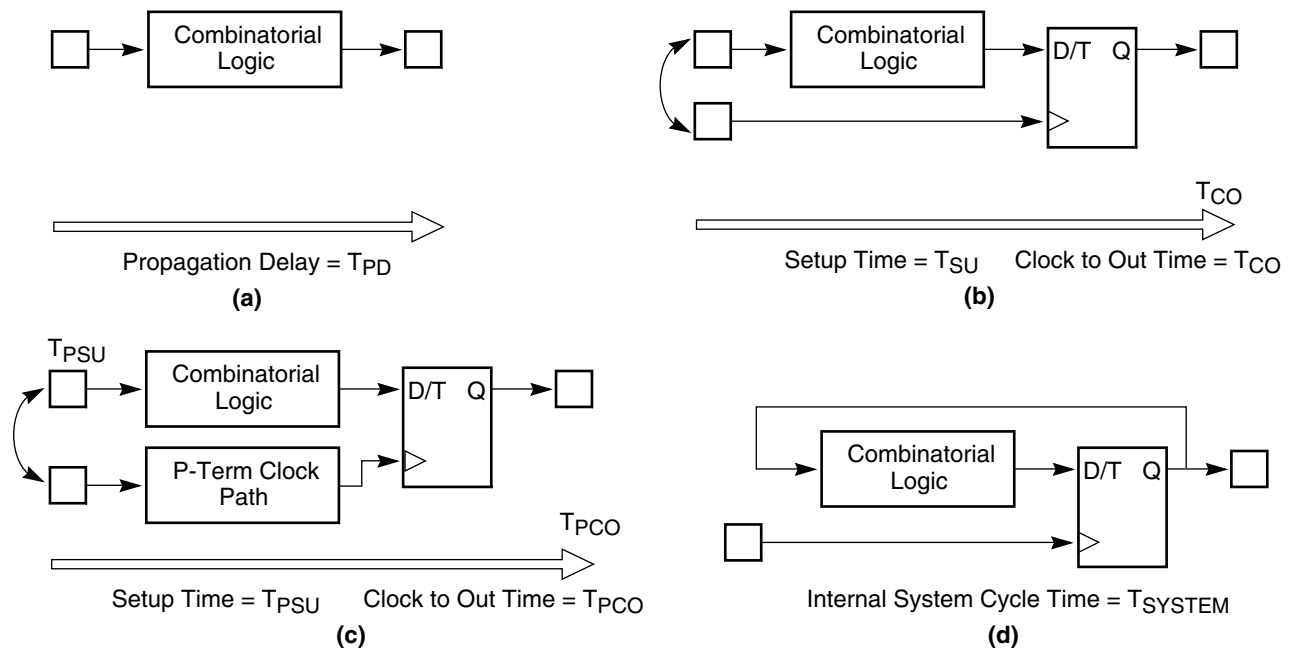 Combinatorial
Logic
Propagation Delay = TPD
(a)
Combinatorial
Logic
D/T Q
TCO
Setup Time = TSU Clock to Out Time = TCO
(b)
TPSU
Combinatorial
Logic
D/T Q
P-Term Clock
Path
TPCO
Setup Time = TPSU Clock to Out Time = TPCO
(c)
Combinatorial
Logic
D/T Q
Internal System Cycle Time = TSYSTEM
(d)